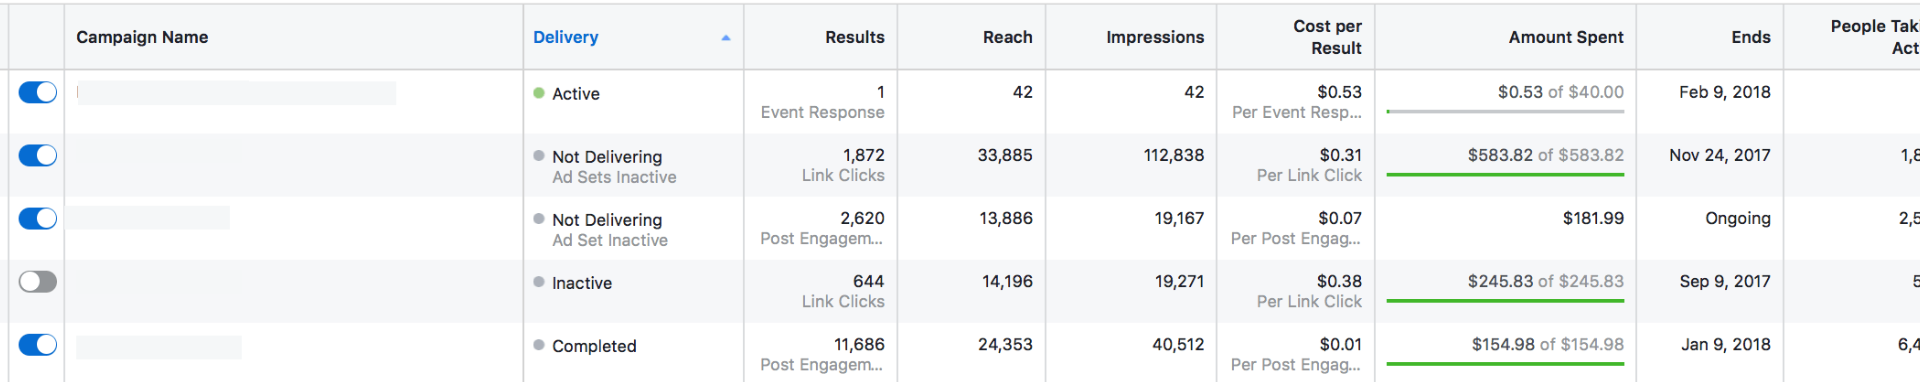 Campaign Name Delivery Results Reach Impressions Cost per Result Amount Spent Ends People Taki Act
Active 1 42 42 $0.53 $0.53 of $40.00 Feb 9, 2018
Event Response Per Event Resp...
Not Delivering 1,872 33,885 112,838 $0.31 $583.82 of $583.82 Nov 24, 2017 1,8
Ad Sets Inactive Link Clicks Per Link Click
Not Delivering 2,620 13,886 19,167 $0.07 $181.99 Ongoing 2,5
Ad Set Inactive Post Engagem... Per Post Engag...
Inactive 644 14,196 19,271 $0.38 $245.83 of $245.83 Sep 9, 2017 5
Link Clicks Per Link Click
Completed 11,686 24,353 40,512 $0.01 $154.98 of $154.98 Jan 9, 2018 6,4
Post Engagem... Per Post Engag...